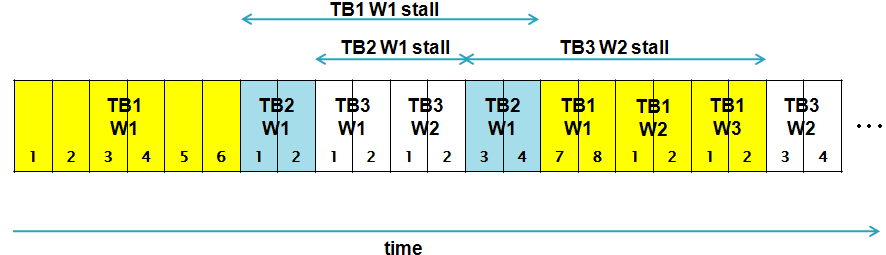 TB1 W1 stall
TB2 W1 stall TB3 W2 stall
TB1 TB2 TB3 TB3 TB2 TB1 TB1 TB1 TB3
W1 W1 W1 W2 W1 W1 W2 W3 W2 ...
1 2 3 4 5 6 1 2 1 2 1 2 3 4 7 8 1 2 1 2 3 4
time